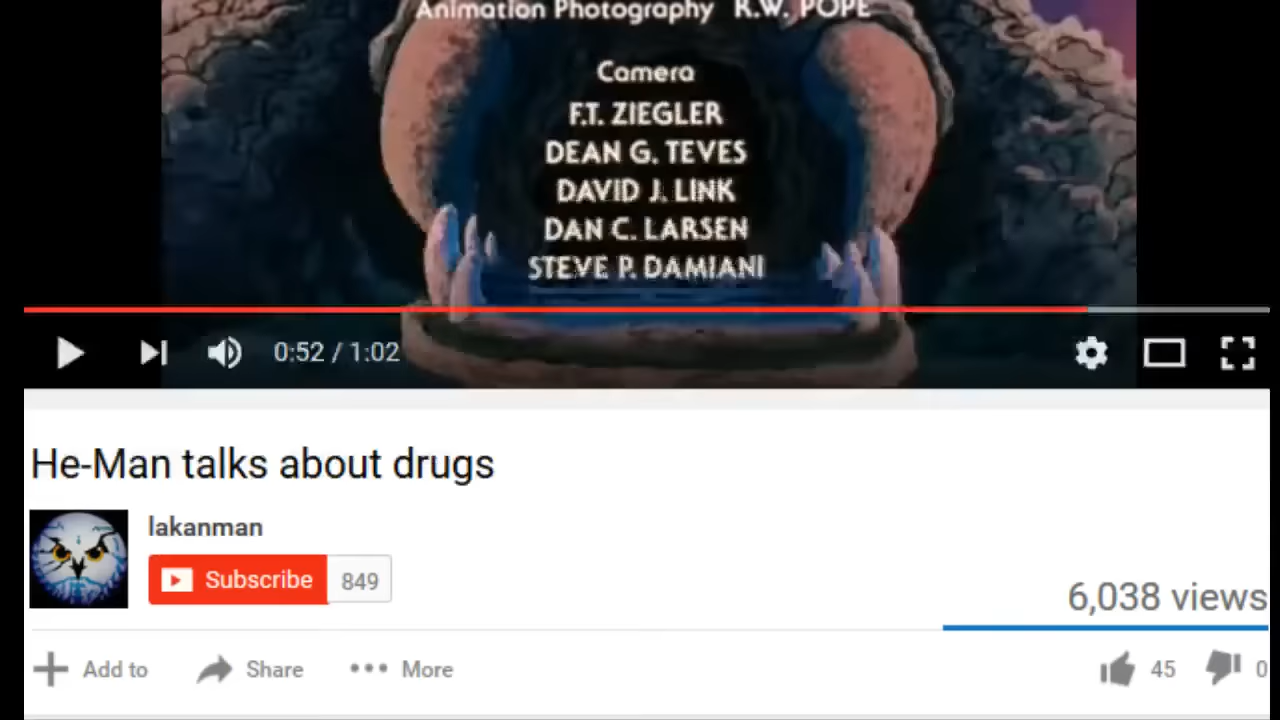 Animation Photography R.W. POPE
Camera
F.T. ZIEGLER
DEAN G. TEVES
DAVID J. LINK
DAN C. LARSEN
STEVE P. DAMIANI
0:52 / 1:02
He-Man talks about drugs
lakanman
Subscribe 849
6,038 views
Add to Share More 45 0